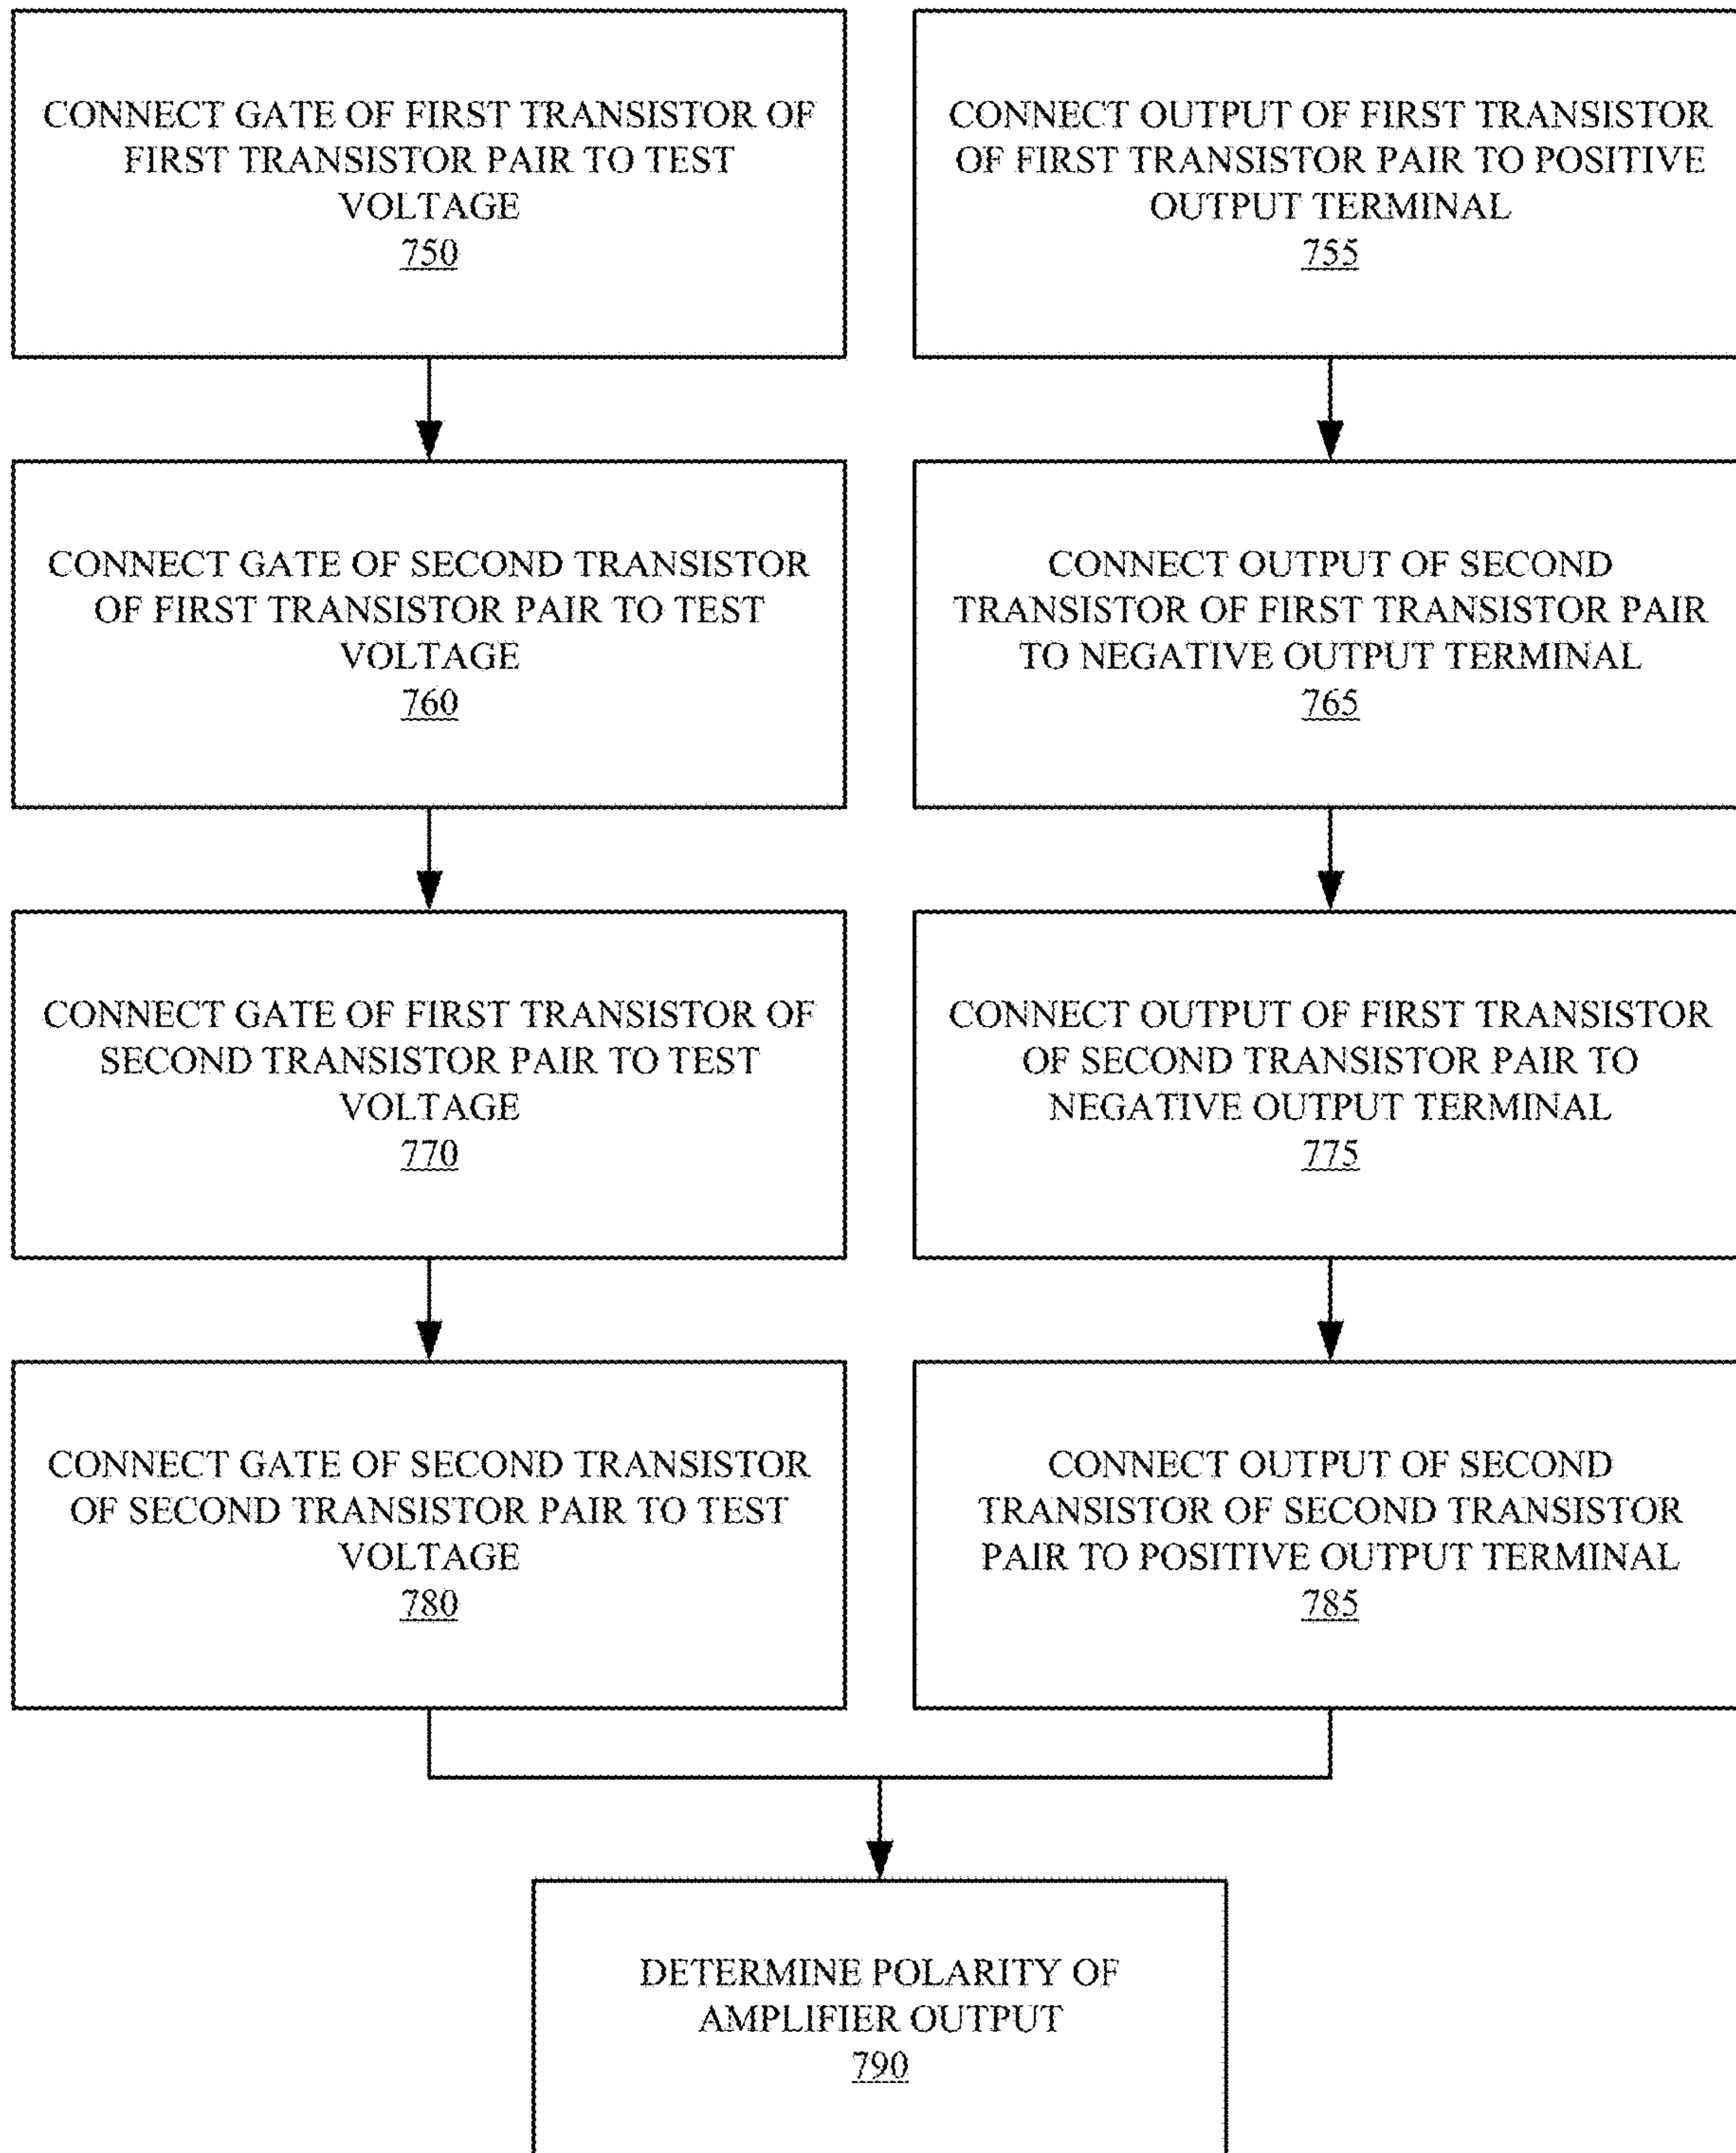 CONNECT GATE OF FIRST TRANSISTOR OF
FIRST TRANSISTOR PAIR TO TEST
VOLTAGE
750
CONNECT OUTPUT OF FIRST TRANSISTOR
OF FIRST TRANSISTOR PAIR TO POSITIVE
OUTPUT TERMINAL
755
CONNECT GATE OF SECOND TRANSISTOR
OF FIRST TRANSISTOR PAIR TO TEST
VOLTAGE
760
CONNECT OUTPUT OF SECOND
TRANSISTOR OF FIRST TRANSISTOR PAIR
TO NEGATIVE OUTPUT TERMINAL
765
CONNECT GATE OF FIRST TRANSISTOR OF
SECOND TRANSISTOR PAIR TO TEST
VOLTAGE
770
CONNECT OUTPUT OF FIRST TRANSISTOR
OF SECOND TRANSISTOR PAIR TO
NEGATIVE OUTPUT TERMINAL
775
CONNECT GATE OF SECOND TRANSISTOR
OF SECOND TRANSISTOR PAIR TO TEST
VOLTAGE
780
CONNECT OUTPUT OF SECOND
TRANSISTOR OF SECOND TRANSISTOR
PAIR TO POSITIVE OUTPUT TERMINAL
785
DETERMINE POLARITY OF
AMPLIFIER OUTPUT
790